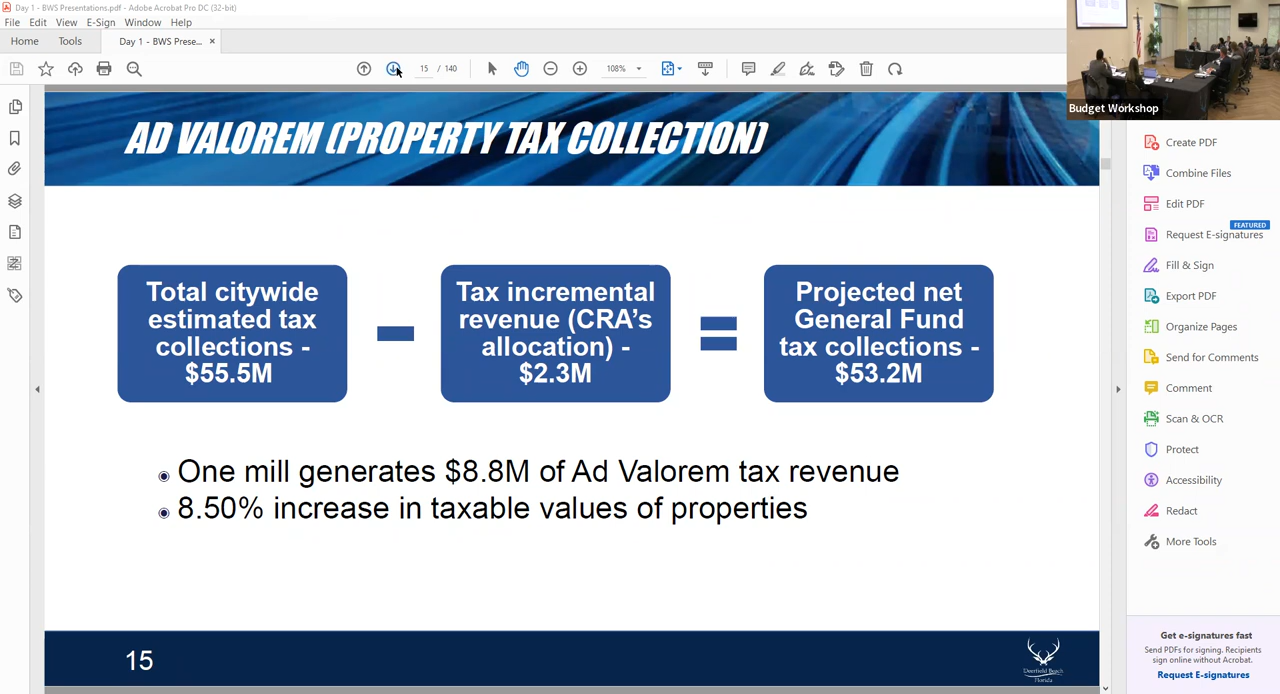 Day 1 - BWS Presentations.pdf - Adobe Acrobat Pro DC (32-bit)
File Edit View E-Sign Window Help
Home Tools Day 1 - BWS Prese... ×
15 / 140 108%
Budget Workshop
AD VALOREM (PROPERTY TAX COLLECTION)
Total citywide
estimated tax
collections -
$55.5M
-
Tax incremental
revenue (CRA's
allocation) -
$2.3M
=
Projected net
General Fund
tax collections -
$53.2M
One mill generates $8.8M of Ad Valorem tax revenue
8.50% increase in taxable values of properties
15
Deerfield Beach
Florida
Create PDF
Combine Files
Edit PDF
FEATURED
Request E-signatures
Fill & Sign
Export PDF
Organize Pages
Send for Comments
Comment
Scan & OCR
Protect
Accessibility
Redact
More Tools
Get e-signatures fast
Send PDFs for signing. Recipients
sign online without Acrobat.
Request E-signatures